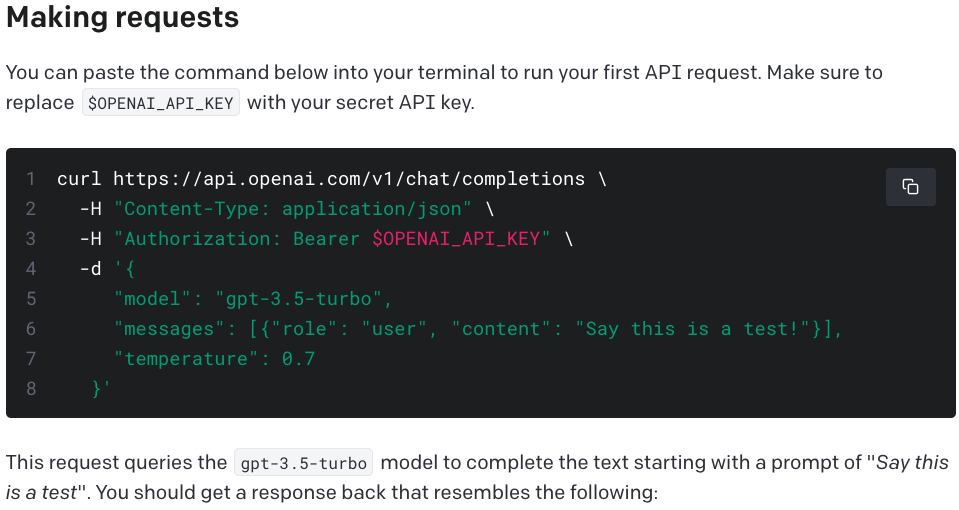 Making requests
You can paste the command below into your terminal to run your first API request. Make sure to
replace $OPENAI_API_KEY with your secret API key.
1 curl https://api.openai.com/v1/chat/completions \
2 -H "Content-Type: application/json" \
3 -H "Authorization: Bearer $OPENAI_API_KEY" \
4 -d '{
5 "model": "gpt-3.5-turbo",
6 "messages": [{"role": "user", "content": "Say this is a test!"}],
7 "temperature": 0.7
8 }'
This request queries the gpt-3.5-turbo model to complete the text starting with a prompt of "Say this
is a test". You should get a response back that resembles the following: